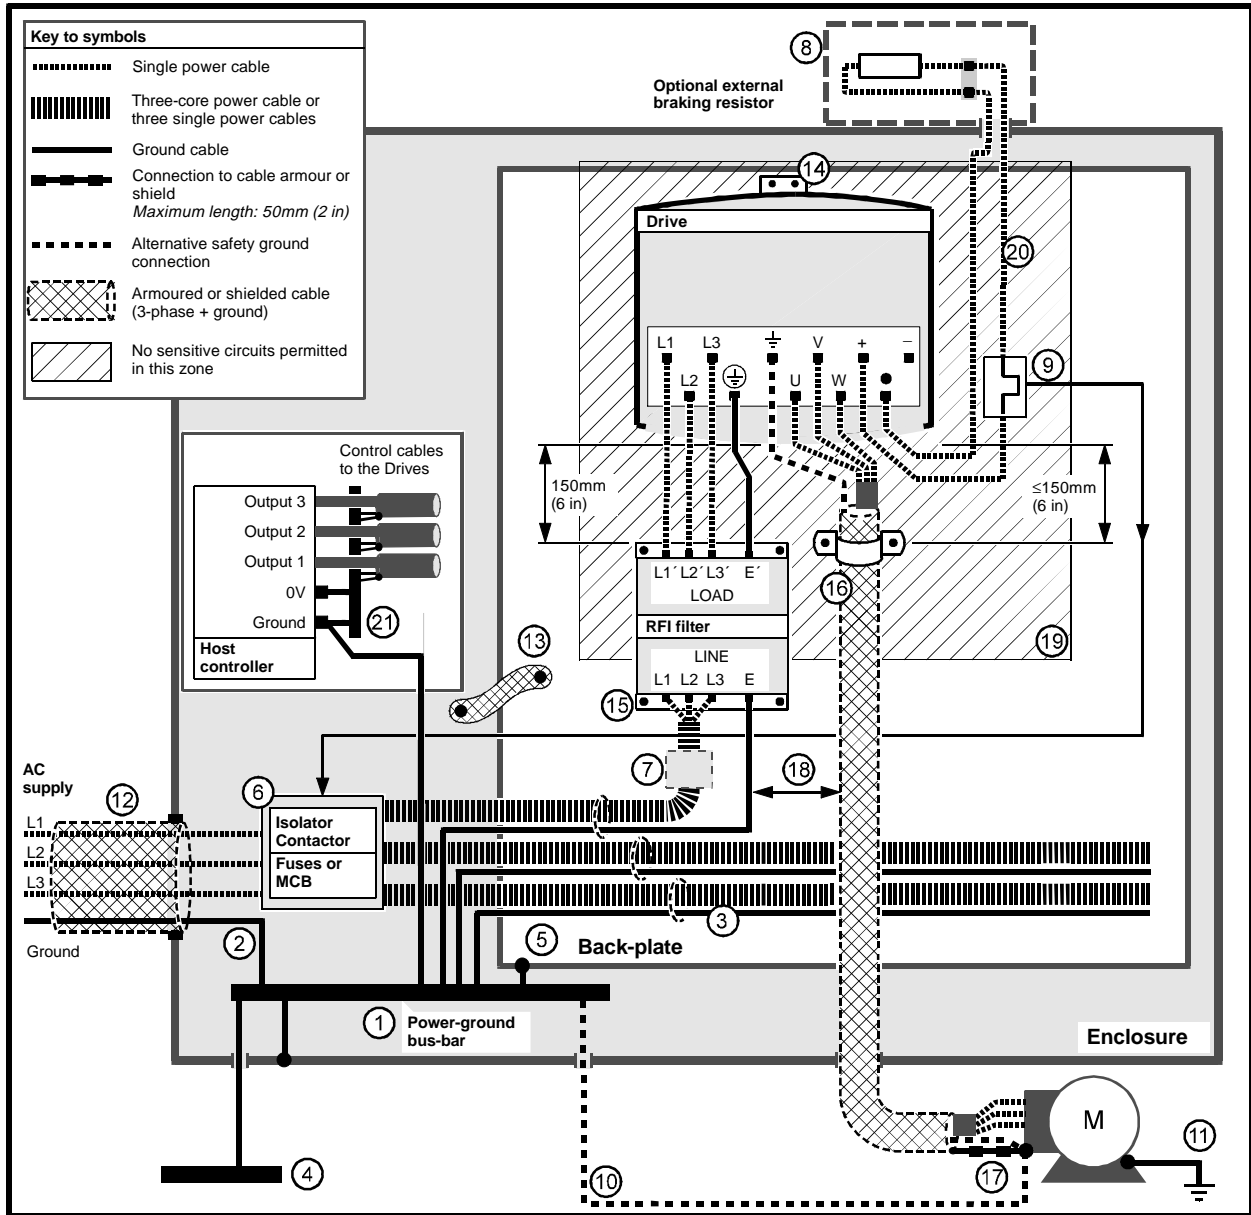 Key to symbols
Single power cable
Three-core power cable or
three single power cables
Ground cable
Connection to cable armour or
shield
Maximum length: 50mm (2 in)
Alternative safety ground
connection
Armoured or shielded cable
(3-phase + ground)
No sensitive circuits permitted
in this zone
8
Optional external
braking resistor
14
Drive
20
L1 L3 V + −
L2 U W
9
Control cables
to the Drives
Output 3
Output 2
Output 1
0V
Ground
21
Host
controller
150mm
(6 in)
≤150mm
(6 in)
L1´ L2´ L3´ E´
LOAD
RFI filter
LINE
L1 L2 L3 E
16
13
19
15
7
18
AC
supply
12
6
L1
L2
L3
Ground
Isolator
Contactor
Fuses or
MCB
2
3
5
Back-plate
1
Power-ground
bus-bar
Enclosure
4
10
M
11
17